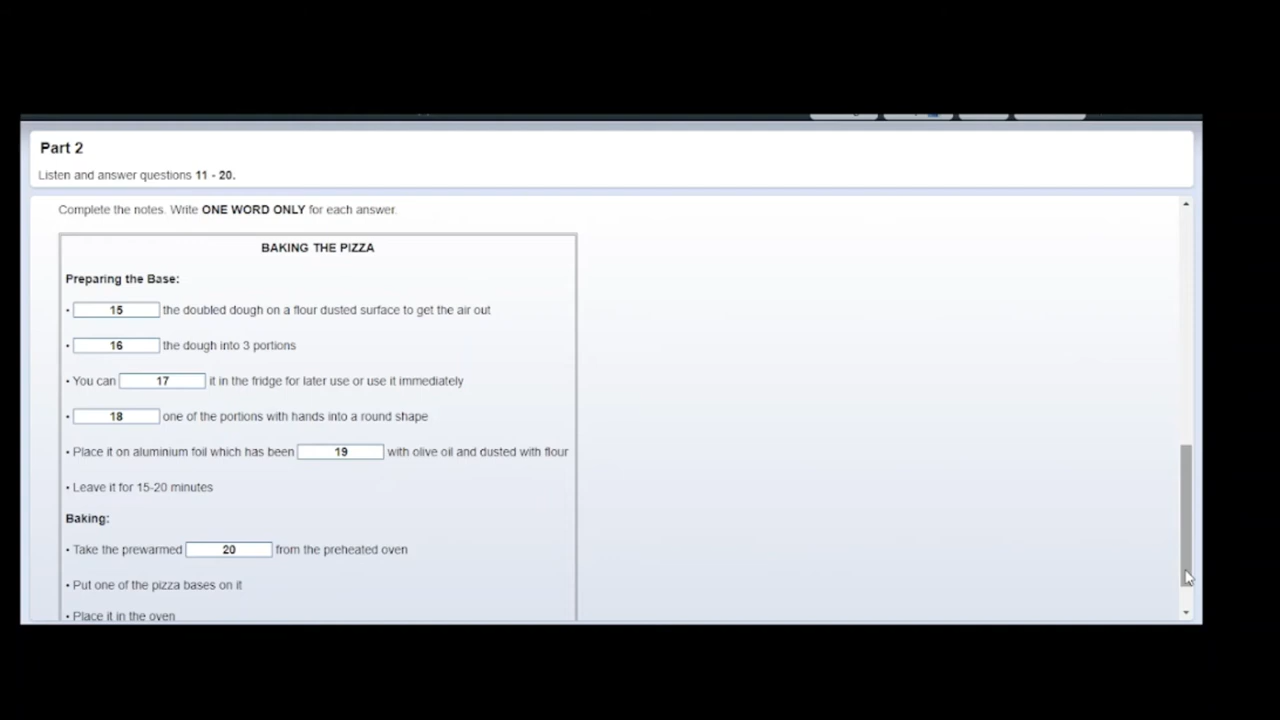 Part 2
Listen and answer questions 11 - 20.
Complete the notes. Write ONE WORD ONLY for each answer.
BAKING THE PIZZA
Preparing the Base:
• 15 the doubled dough on a flour dusted surface to get the air out
• 16 the dough into 3 portions
• You can 17 it in the fridge for later use or use it immediately
• 18 one of the portions with hands into a round shape
• Place it on aluminium foil which has been 19 with olive oil and dusted with flour
• Leave it for 15-20 minutes
Baking:
• Take the prewarmed 20 from the preheated oven
• Put one of the pizza bases on it
• Place it in the oven